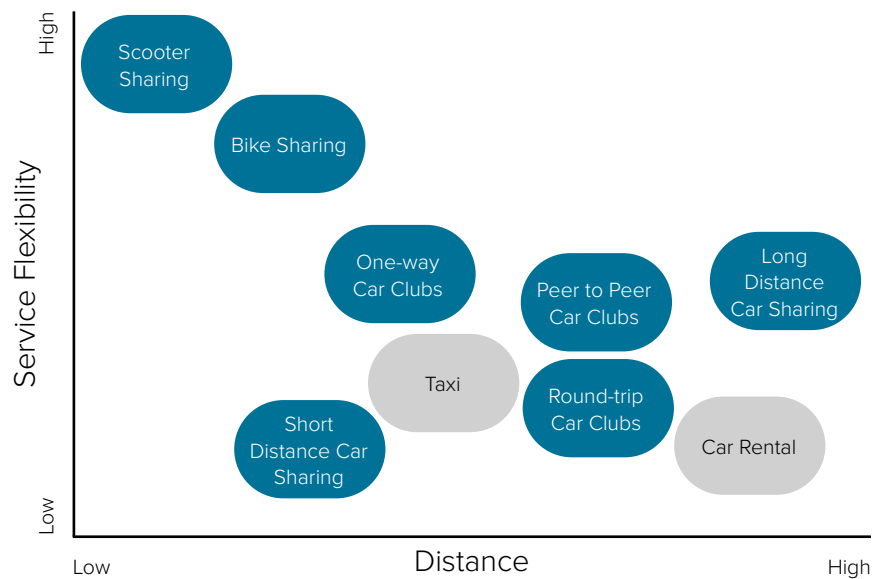 High
Service Flexibility
Low
Scooter
Sharing
Bike Sharing
One-way
Car Clubs
Peer to Peer
Car Clubs
Long
Distance
Car Sharing
Taxi
Round-trip
Car Clubs
Short
Distance Car
Sharing
Car Rental
Low
Distance
High